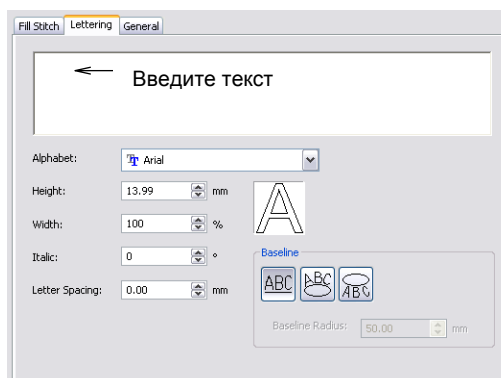 Fill Stitch Lettering General
Введите текст
Alphabet: Arial
Height: 13.99 mm
Width: 100 %
Italic: 0 °
Letter Spacing: 0.00 mm
A
Baseline
ABC ABC ABC
Baseline Radius: 50.00 mm